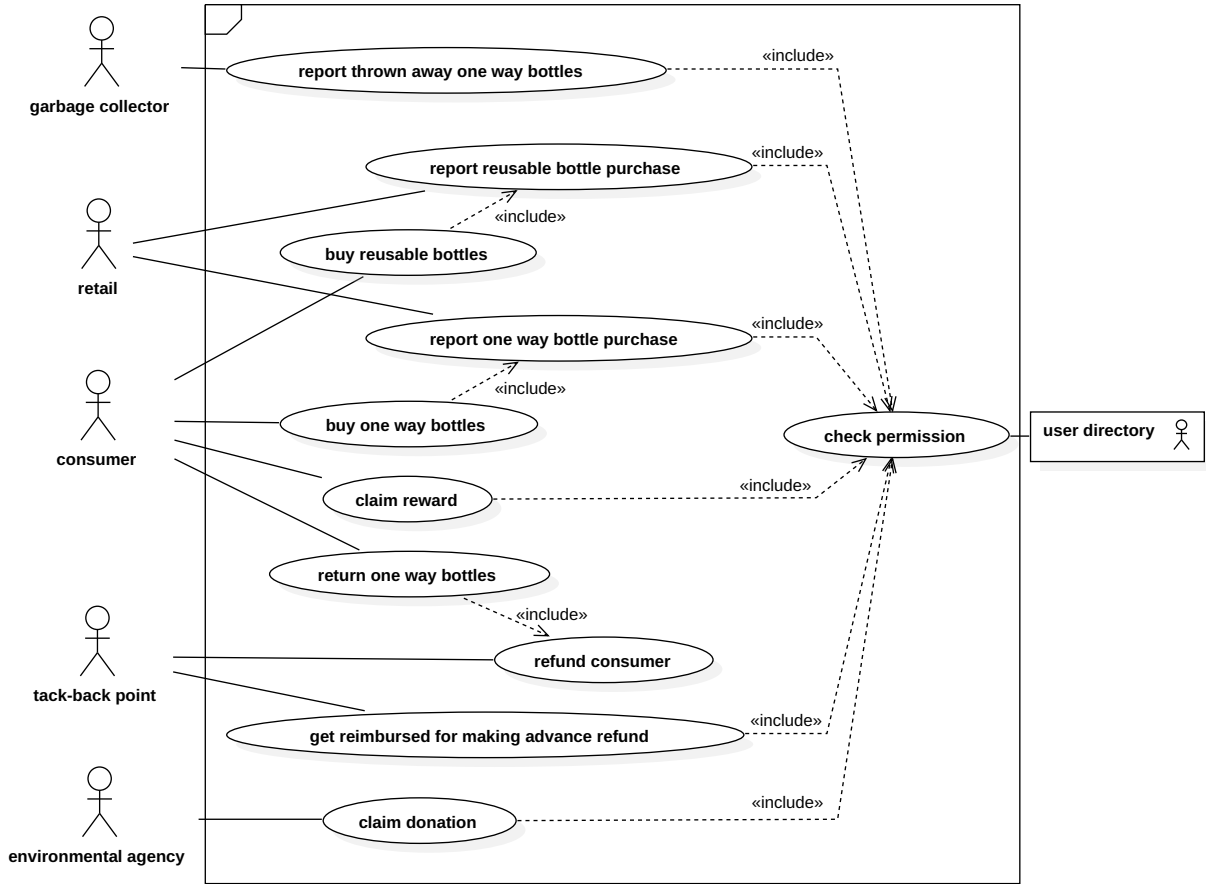 «include»
report thrown away one way bottles
garbage collector
«include»
report reusable bottle purchase
«include»
buy reusable bottles
retail
«include»
report one way bottle purchase
«include»
buy one way bottles
check permission
user directory
consumer
«include»
claim reward
return one way bottles
«include»
refund consumer
tack-back point
«include»
get reimbursed for making advance refund
«include»
claim donation
environmental agency